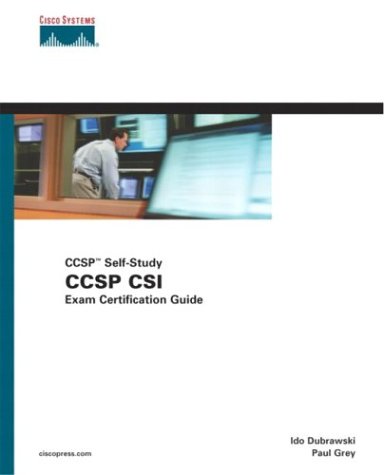 CISCO SYSTEMS
CCSP™ Self-Study
CCSP CSI
Exam Certification Guide
Ido Dubrawski
Paul Grey
ciscopress.com